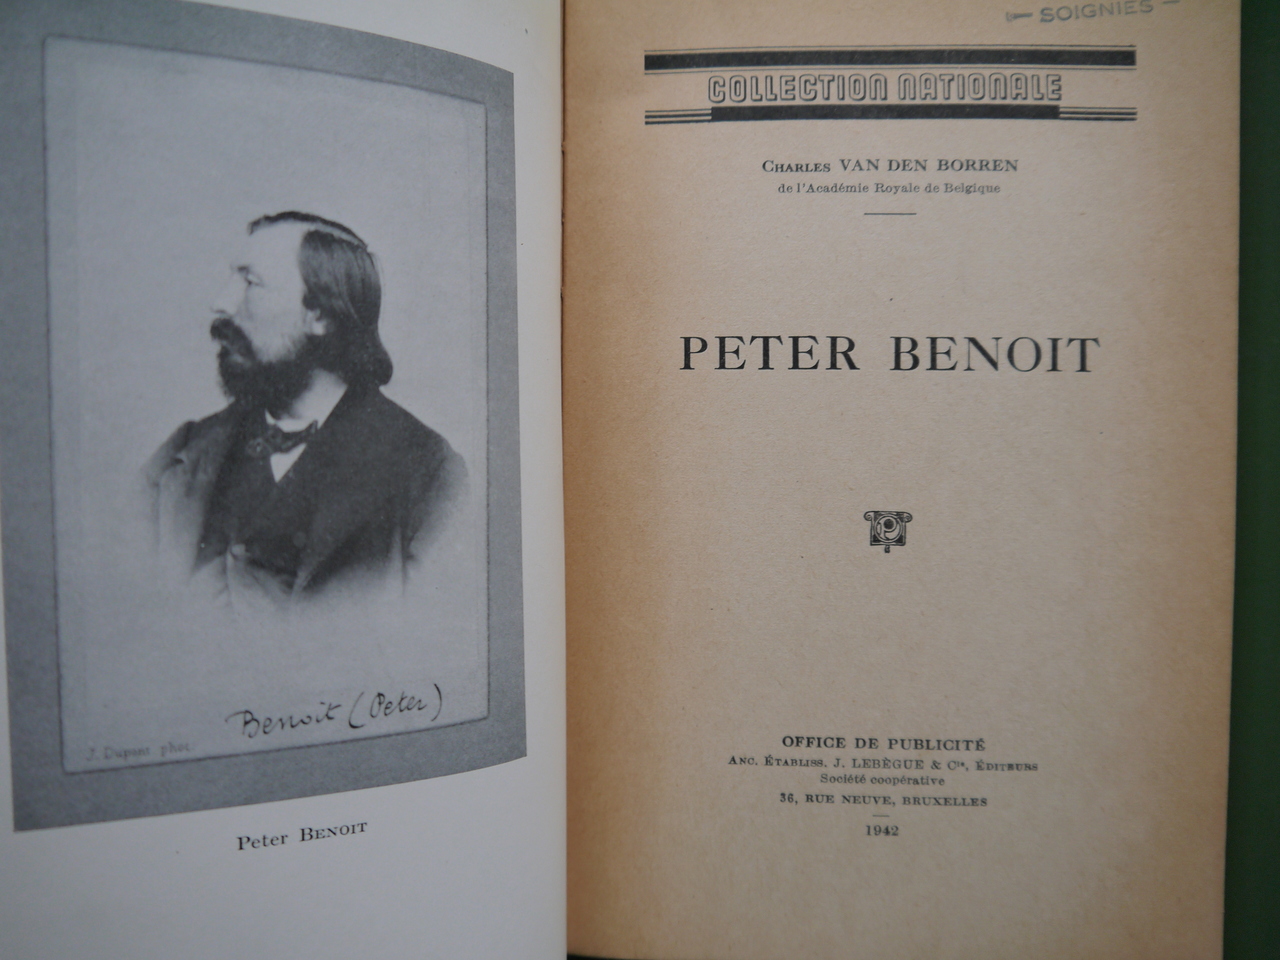 Benoit (Peter)
J. Dupont phot.
Peter BENOIT
SOIGNIES
COLLECTION NATIONALE
Charles VAN DEN BORREN
de l'Académie Royale de Belgique
PETER BENOIT
OFFICE DE PUBLICITÉ
Anc. Établiss. J. LEBÈGUE & Cie, Éditeurs
Société coopérative
36, RUE NEUVE, BRUXELLES
1942